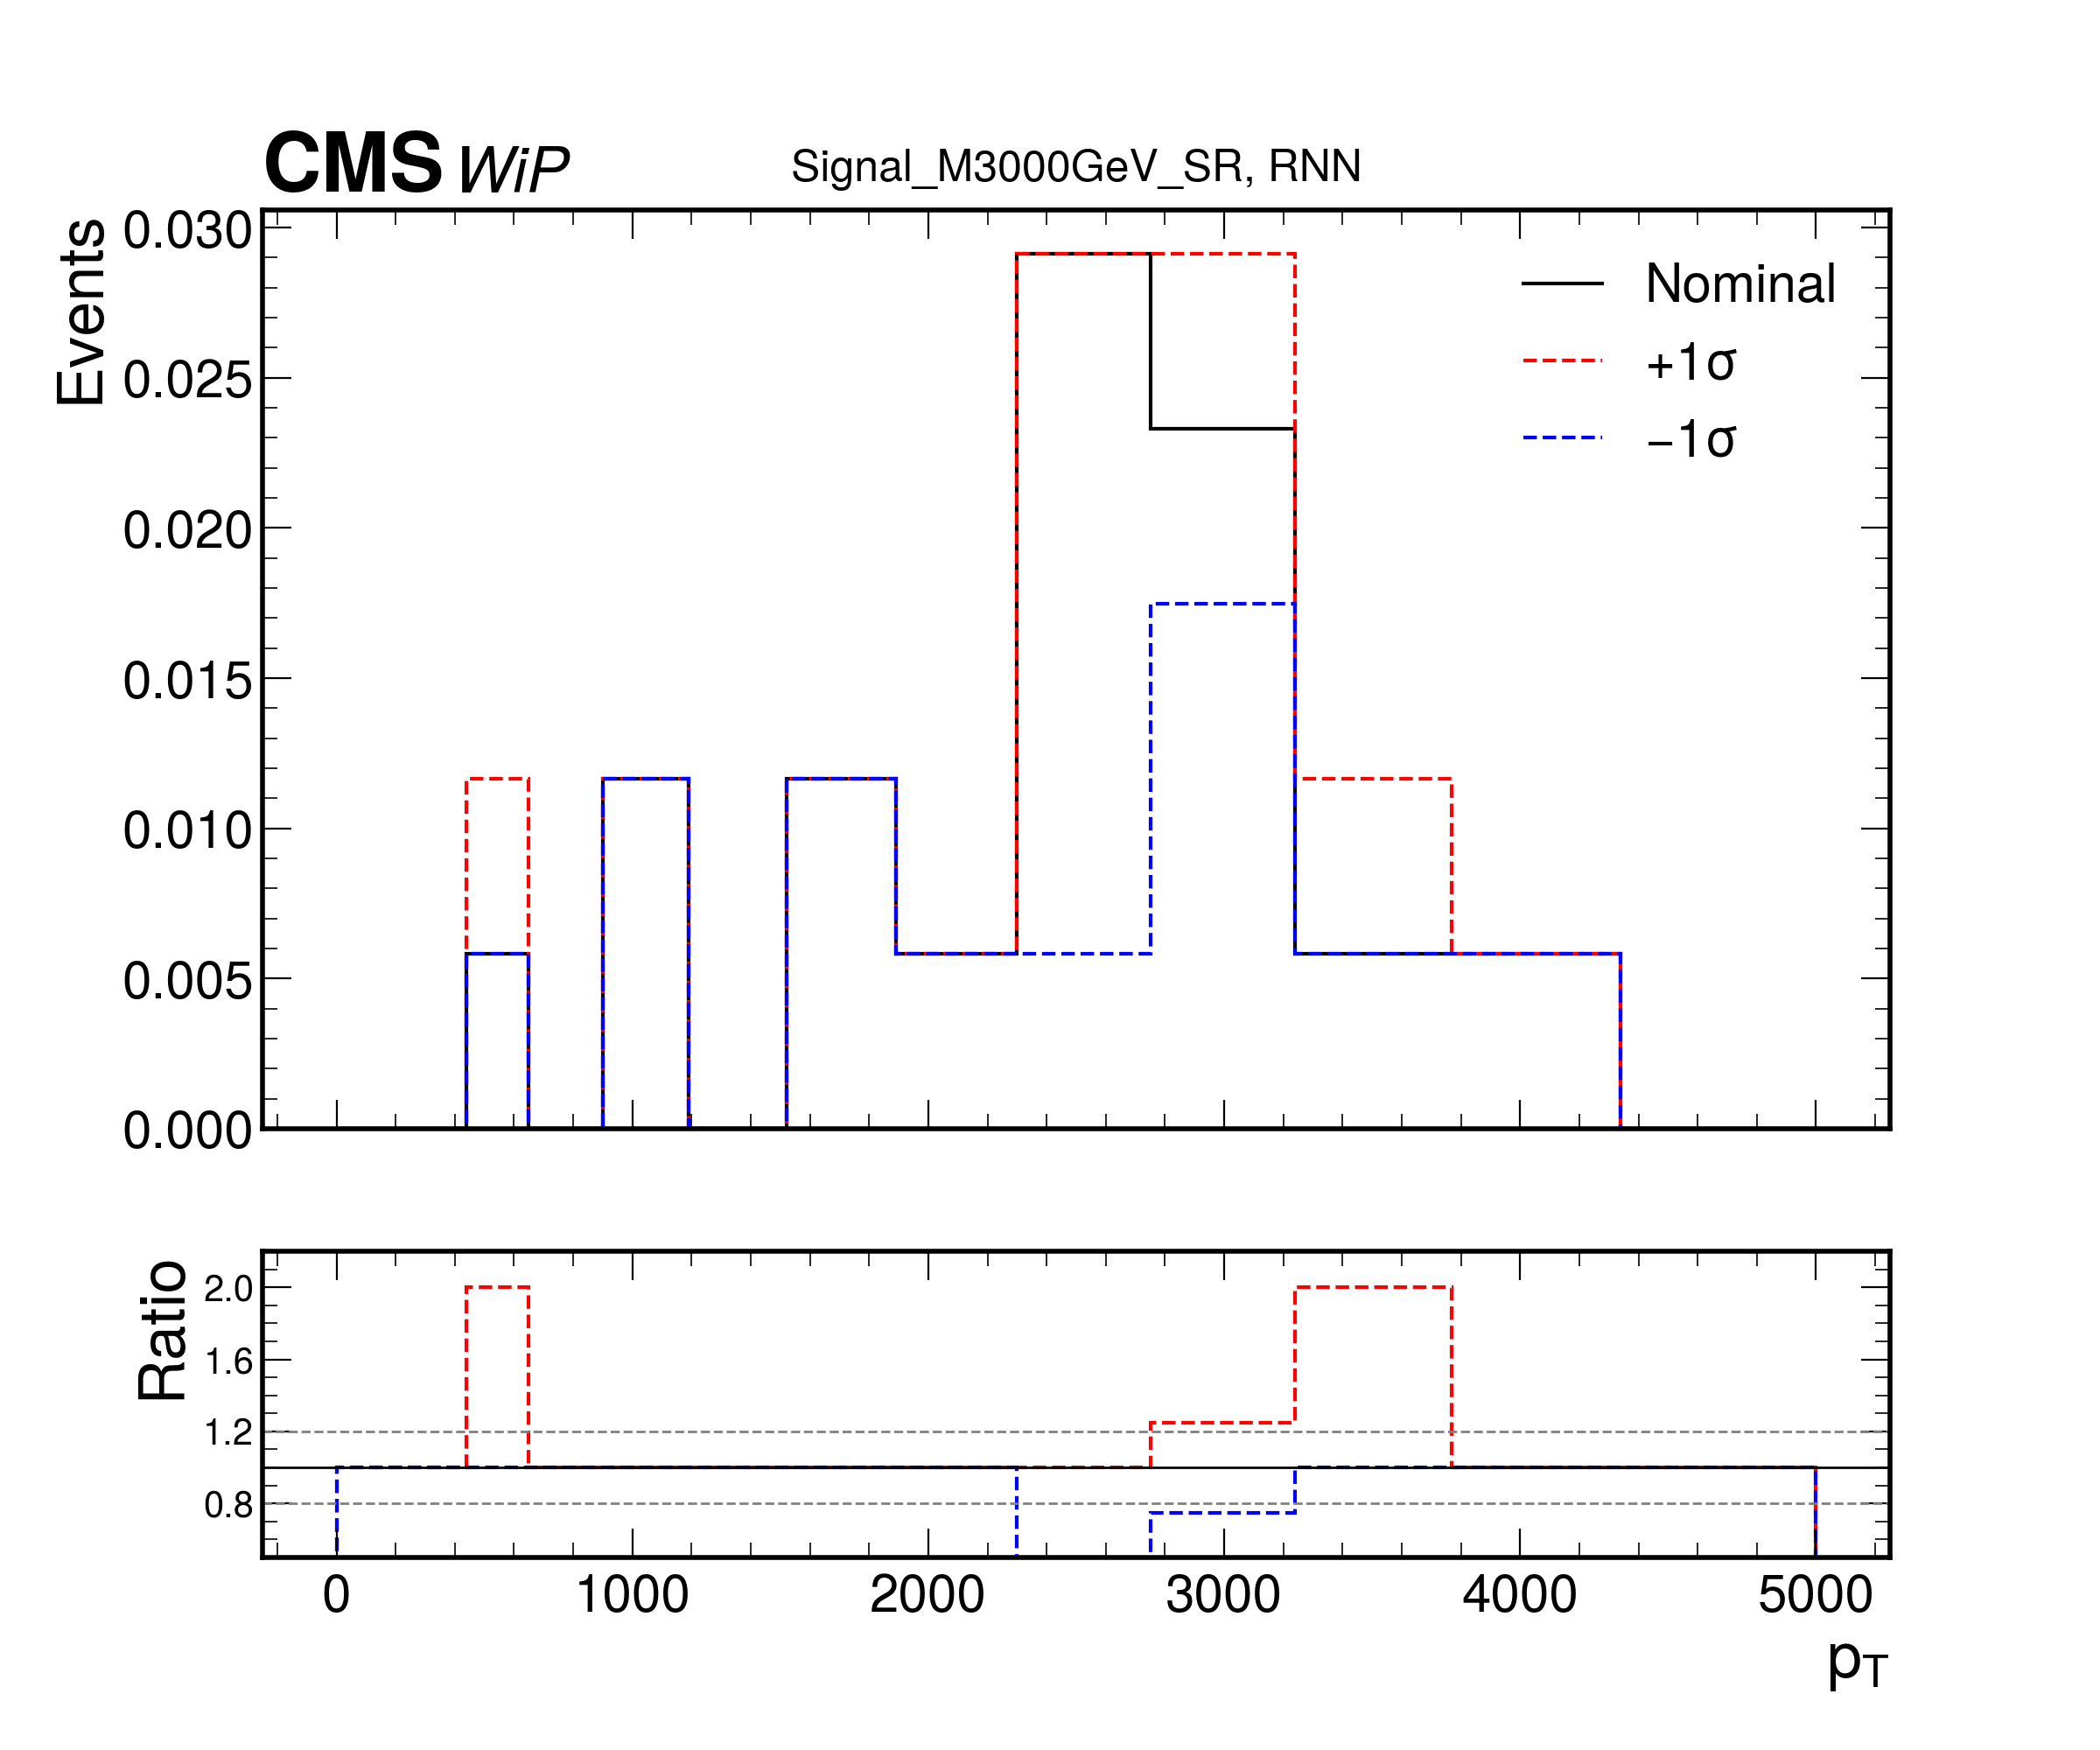 CMS WiP
Signal_M3000GeV_SR, RNN
Events
0.030
0.025
0.020
0.015
0.010
0.005
0.000
Nominal
+1σ
−1σ
Ratio
2.0
1.6
1.2
0.8
0 1000 2000 3000 4000 5000
pT